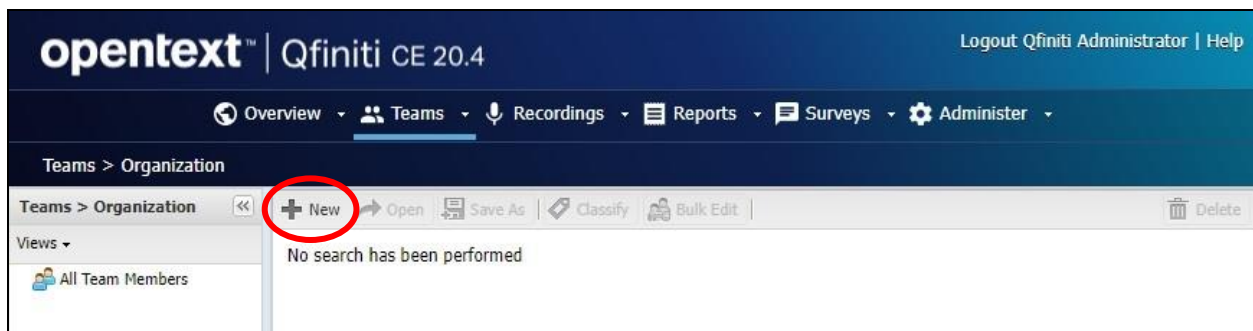 opentext™ | Qfiniti CE 20.4
Logout Qfiniti Administrator | Help
Overview Teams Recordings Reports Surveys Administer
Teams > Organization
Teams > Organization
New Open Save As | Classify Bulk Edit | Delete
Views
No search has been performed
All Team Members